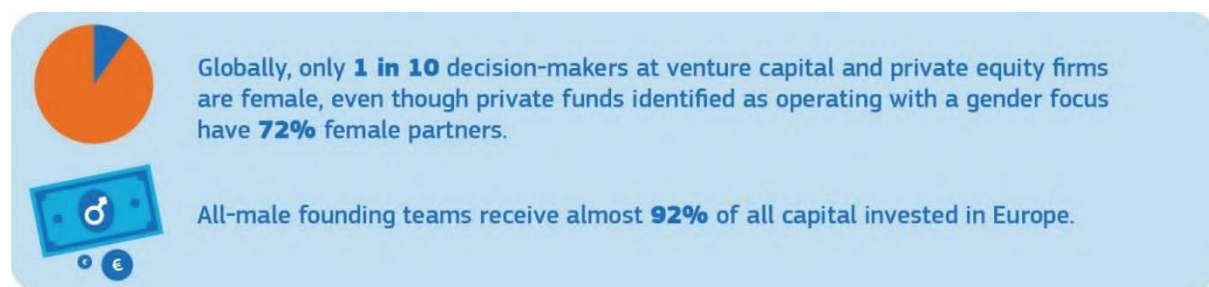 Globally, only 1 in 10 decision-makers at venture capital and private equity firms
are female, even though private funds identified as operating with a gender focus
have 72% female partners.
All-male founding teams receive almost 92% of all capital invested in Europe.
€ €